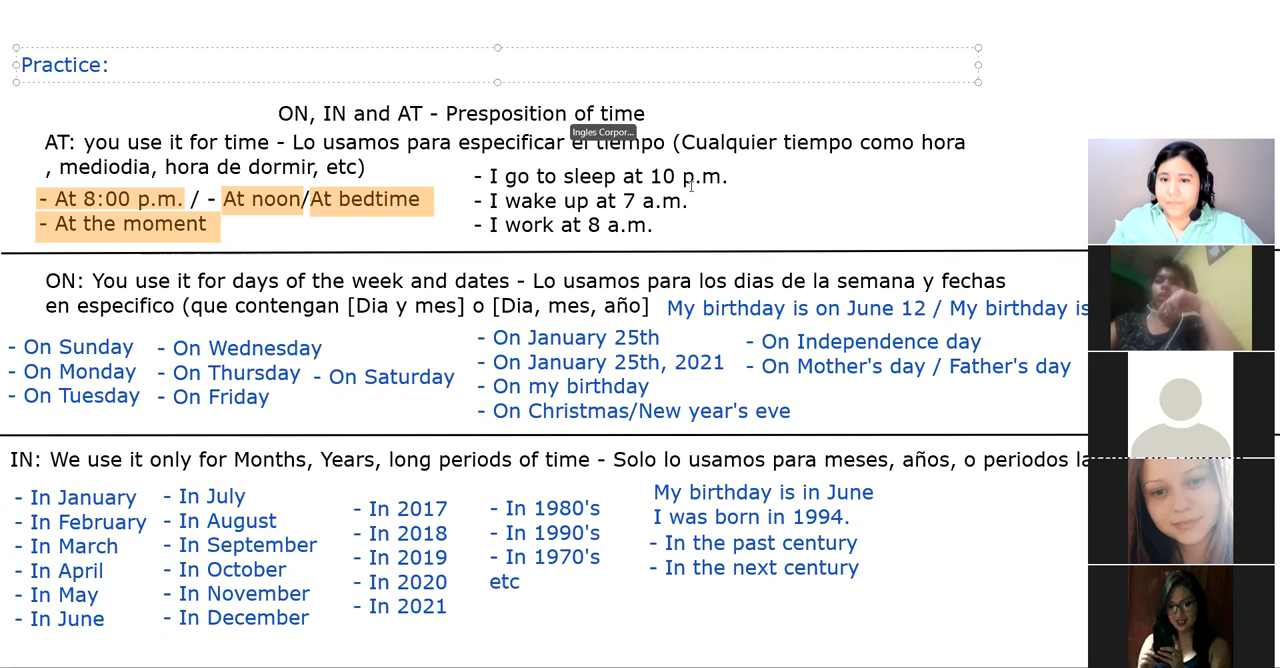 Practice:
ON, IN and AT - Presposition of time
Ingles Corpor...
AT: you use it for time - Lo usamos para especificar el tiempo (Cualquier tiempo como hora
, mediodia, hora de dormir, etc)
- At 8:00 p.m. / - At noon/At bedtime
- At the moment
- I go to sleep at 10 p.m.
- I wake up at 7 a.m.
- I work at 8 a.m.
ON: You use it for days of the week and dates - Lo usamos para los dias de la semana y fechas
en especifico (que contengan [Dia y mes] o [Dia, mes, año] My birthday is on June 12 / My birthday is
- On Sunday
- On Monday
- On Tuesday
- On Wednesday
- On Thursday
- On Friday
- On Saturday
- On January 25th
- On January 25th, 2021
- On my birthday
- On Christmas/New year's eve
- On Independence day
- On Mother's day / Father's day
IN: We use it only for Months, Years, long periods of time - Solo lo usamos para meses, años, o periodos
- In January
- In February
- In March
- In April
- In May
- In June
- In July
- In August
- In September
- In October
- In November
- In December
- In 2017
- In 2018
- In 2019
- In 2020
- In 2021
- In 1980's
- In 1990's
- In 1970's
etc
My birthday is in June
I was born in 1994.
- In the past century
- In the next century